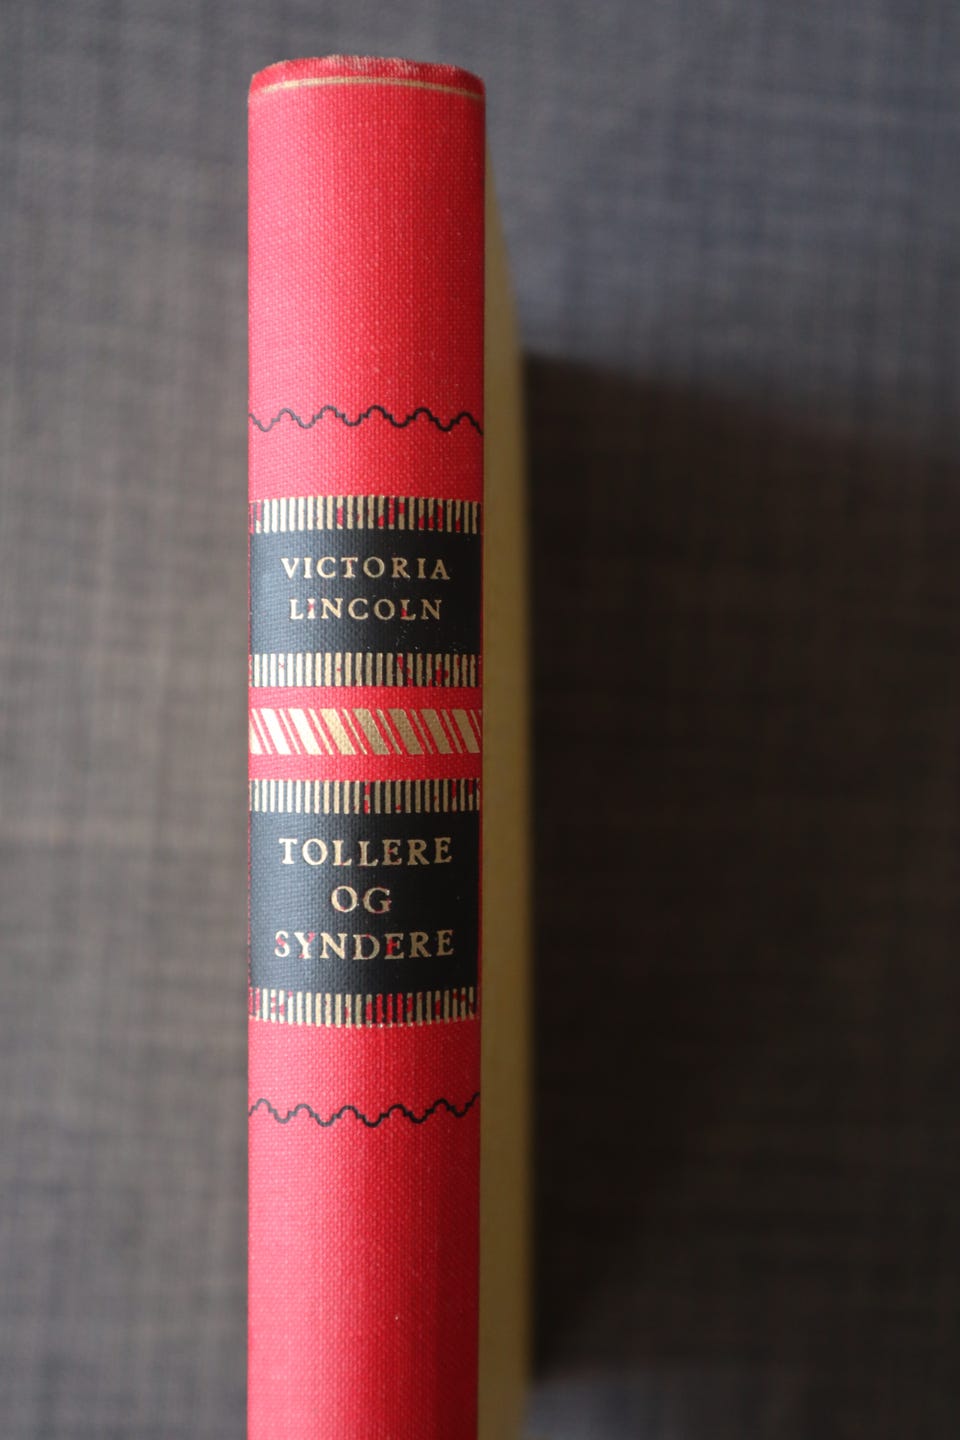 VICTORIA
LINCOLN
TOLLERE
OG
SYNDERE